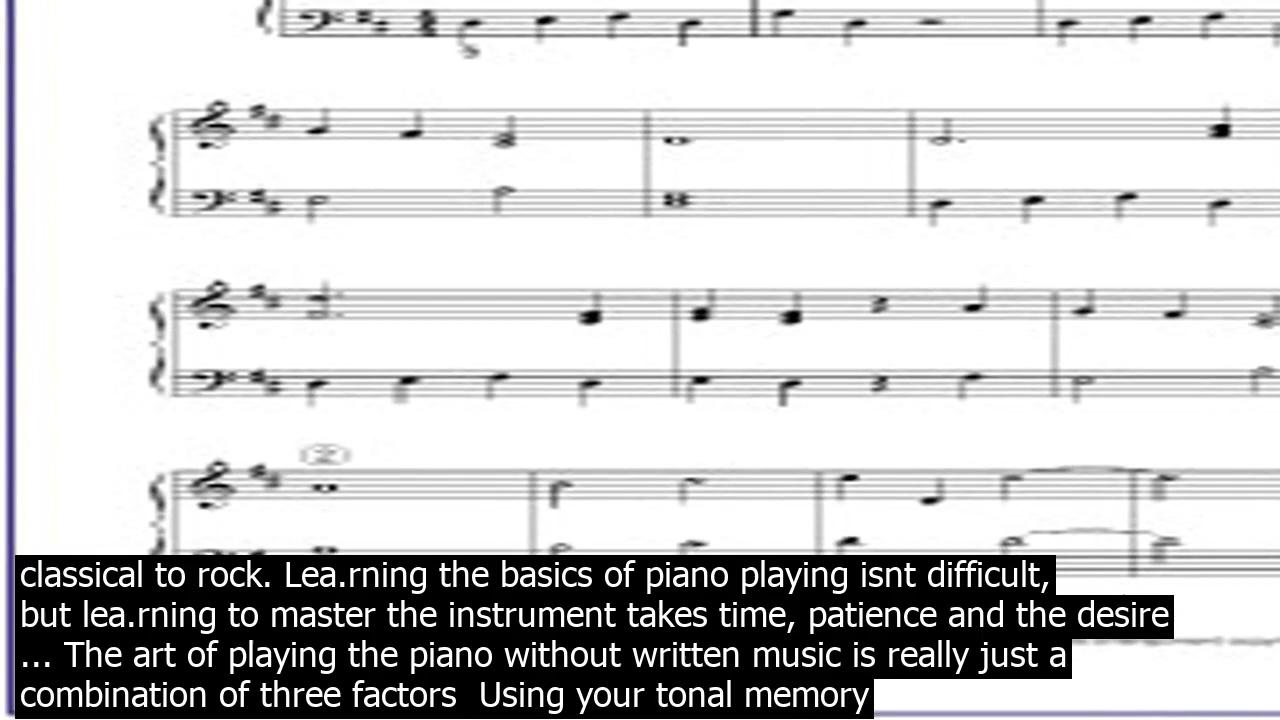 classical to rock. Lea.rning the basics of piano playing isnt difficult,
but lea.rning to master the instrument takes time, patience and the desire
... The art of playing the piano without written music is really just a
combination of three factors  Using your tonal memory